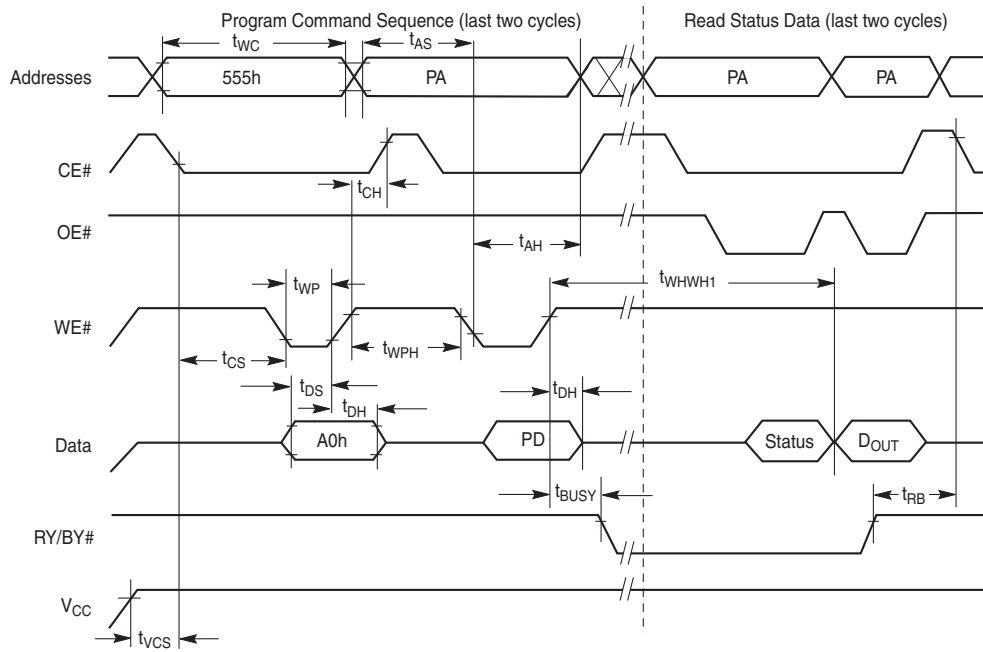 Program Command Sequence (last two cycles) Read Status Data (last two cycles)
tWC tAS
Addresses 555h PA PA PA
CE#
tCH
OE#
tAH
tWP tWHWH1
WE#
tCS tWPH
tDS tDH
tDH
Data A0h PD Status DOUT
tBUSY tRB
RY/BY#
VCC
tVCS